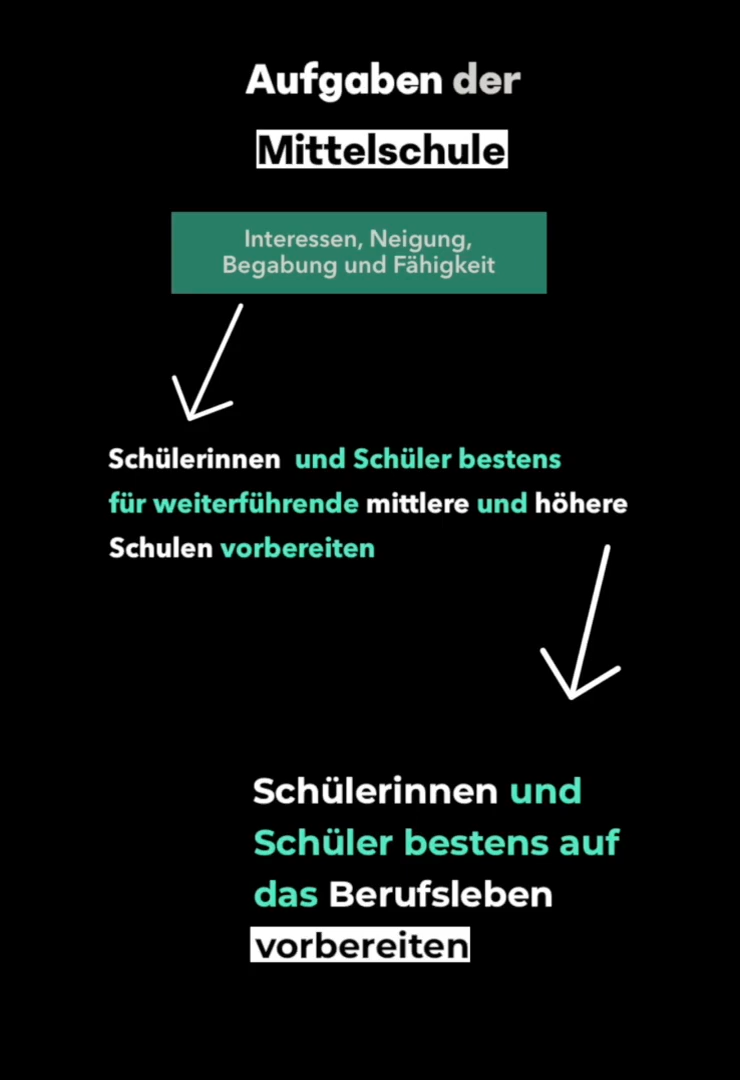 Aufgaben der
Mittelschule
Interessen, Neigung,
Begabung und Fähigkeit
Schülerinnen und Schüler bestens
für weiterführende mittlere und höhere
Schulen vorbereiten
Schülerinnen und
Schüler bestens auf
das Berufsleben
vorbereiten